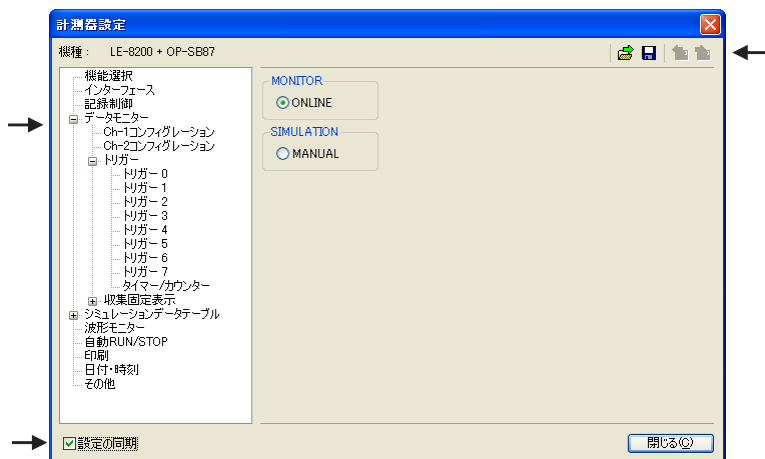 計測器設定
機種： LE-8200 + OP-SB87
機能選択
インターフェース
記録制御
データモニター
Ch-1コンフィグレーション
Ch-2コンフィグレーション
トリガー
トリガー 0
トリガー 1
トリガー 2
トリガー 3
トリガー 4
トリガー 5
トリガー 6
トリガー 7
タイマー/カウンター
収集固定表示
シミュレーションデータテーブル
波形モニター
自動RUN/STOP
印刷
日付・時刻
その他
MONITOR
ONLINE
SIMULATION
MANUAL
設定の同期
閉じる(C)